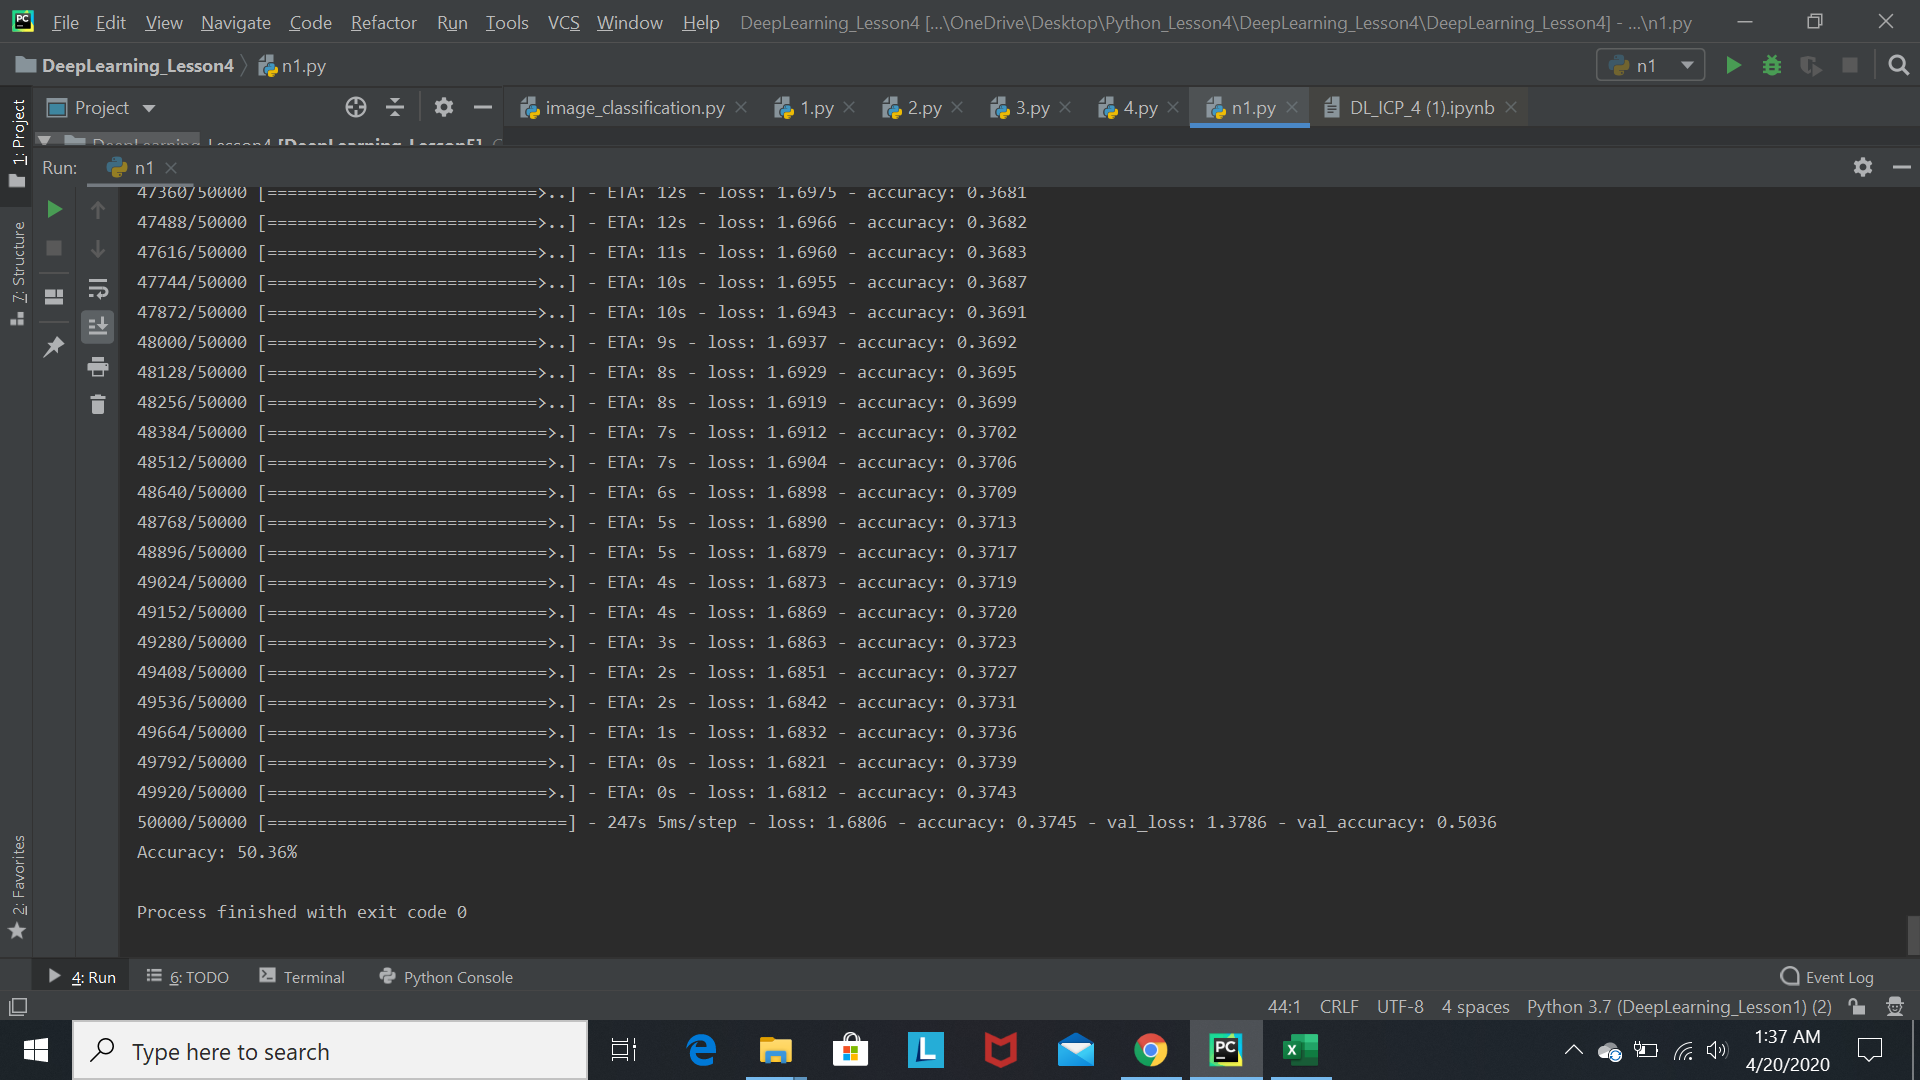 File Edit View Navigate Code Refactor Run Tools VCS Window Help DeepLearning_Lesson4 [...\OneDrive\Desktop\Python_Lesson4\DeepLearning_Lesson4\DeepLearning_Lesson4] - ...\n1.py
DeepLearning_Lesson4 n1.py n1
Project image_classification.py 1.py 2.py 3.py 4.py n1.py DL_ICP_4 (1).ipynb
DeepLearning_Lesson4 [DeepLearning_Lesson5]
1: Project
7: Structure
2: Favorites
Run: n1
47360/50000 [===========================>..] - ETA: 12s - loss: 1.6975 - accuracy: 0.3681
47488/50000 [===========================>..] - ETA: 12s - loss: 1.6966 - accuracy: 0.3682
47616/50000 [===========================>..] - ETA: 11s - loss: 1.6960 - accuracy: 0.3683
47744/50000 [===========================>..] - ETA: 10s - loss: 1.6955 - accuracy: 0.3687
47872/50000 [===========================>..] - ETA: 10s - loss: 1.6943 - accuracy: 0.3691
48000/50000 [===========================>..] - ETA: 9s - loss: 1.6937 - accuracy: 0.3692
48128/50000 [===========================>..] - ETA: 8s - loss: 1.6929 - accuracy: 0.3695
48256/50000 [===========================>..] - ETA: 8s - loss: 1.6919 - accuracy: 0.3699
48384/50000 [============================>.] - ETA: 7s - loss: 1.6912 - accuracy: 0.3702
48512/50000 [============================>.] - ETA: 7s - loss: 1.6904 - accuracy: 0.3706
48640/50000 [============================>.] - ETA: 6s - loss: 1.6898 - accuracy: 0.3709
48768/50000 [============================>.] - ETA: 5s - loss: 1.6890 - accuracy: 0.3713
48896/50000 [============================>.] - ETA: 5s - loss: 1.6879 - accuracy: 0.3717
49024/50000 [============================>.] - ETA: 4s - loss: 1.6873 - accuracy: 0.3719
49152/50000 [============================>.] - ETA: 4s - loss: 1.6869 - accuracy: 0.3720
49280/50000 [============================>.] - ETA: 3s - loss: 1.6863 - accuracy: 0.3723
49408/50000 [============================>.] - ETA: 2s - loss: 1.6851 - accuracy: 0.3727
49536/50000 [============================>.] - ETA: 2s - loss: 1.6842 - accuracy: 0.3731
49664/50000 [============================>.] - ETA: 1s - loss: 1.6832 - accuracy: 0.3736
49792/50000 [============================>.] - ETA: 0s - loss: 1.6821 - accuracy: 0.3739
49920/50000 [============================>.] - ETA: 0s - loss: 1.6812 - accuracy: 0.3743
50000/50000 [==============================] - 247s 5ms/step - loss: 1.6806 - accuracy: 0.3745 - val_loss: 1.3786 - val_accuracy: 0.5036
Accuracy: 50.36%
Process finished with exit code 0
4: Run 6: TODO Terminal Python Console Event Log
44:1 CRLF UTF-8 4 spaces Python 3.7 (DeepLearning_Lesson1) (2)
Type here to search
1:37 AM
4/20/2020